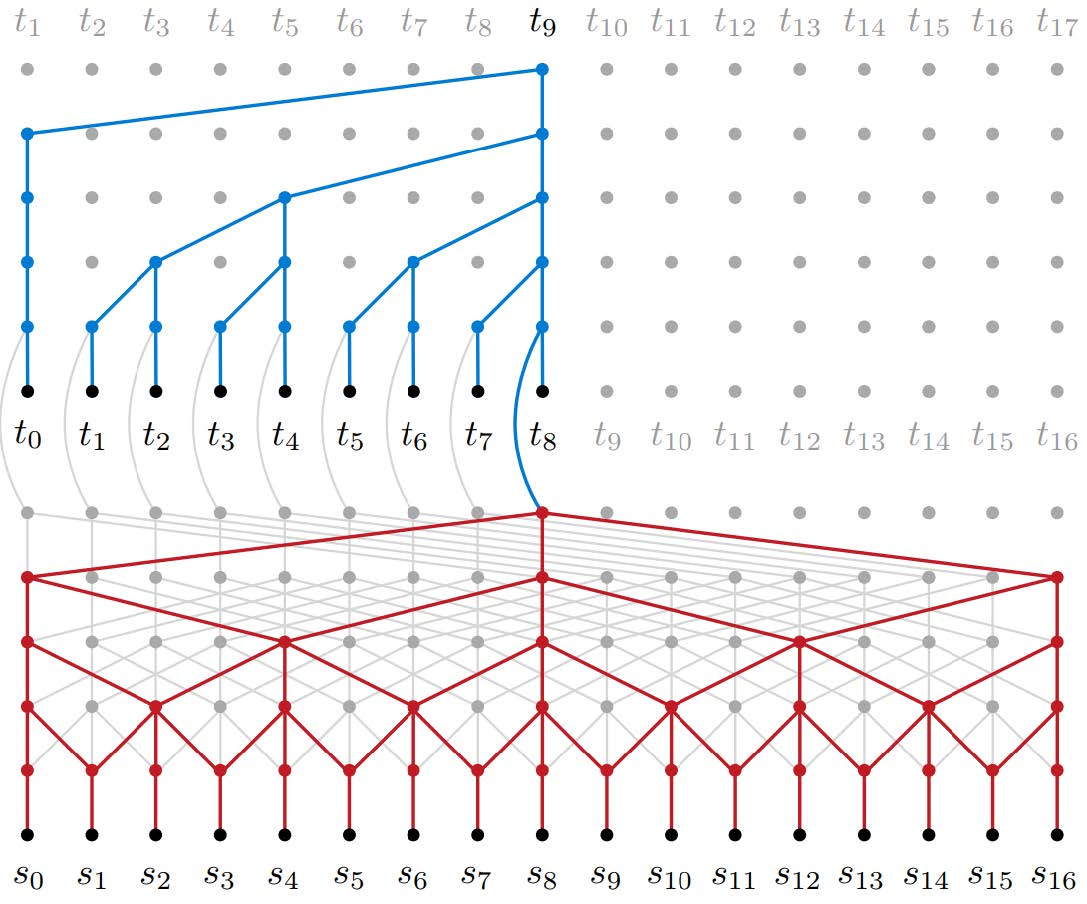 t₁ t₂ t₃ t₄ t₅ t₆ t₇ t₈ t₉ t₁₀ t₁₁ t₁₂ t₁₃ t₁₄ t₁₅ t₁₆ t₁₇
t₀ t₁ t₂ t₃ t₄ t₅ t₆ t₇ t₈ t₉ t₁₀ t₁₁ t₁₂ t₁₃ t₁₄ t₁₅ t₁₆
s₀ s₁ s₂ s₃ s₄ s₅ s₆ s₇ s₈ s₉ s₁₀ s₁₁ s₁₂ s₁₃ s₁₄ s₁₅ s₁₆